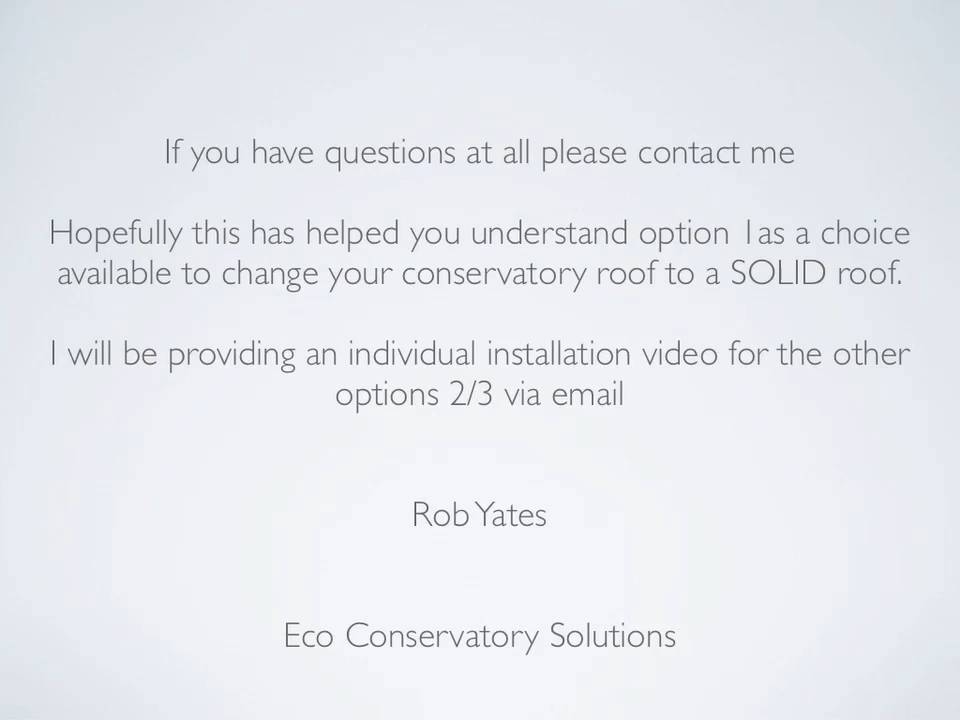 If you have questions at all please contact me
Hopefully this has helped you understand option 1as a choice
available to change your conservatory roof to a SOLID roof.
I will be providing an individual installation video for the other
options 2/3 via email
Rob Yates
Eco Conservatory Solutions